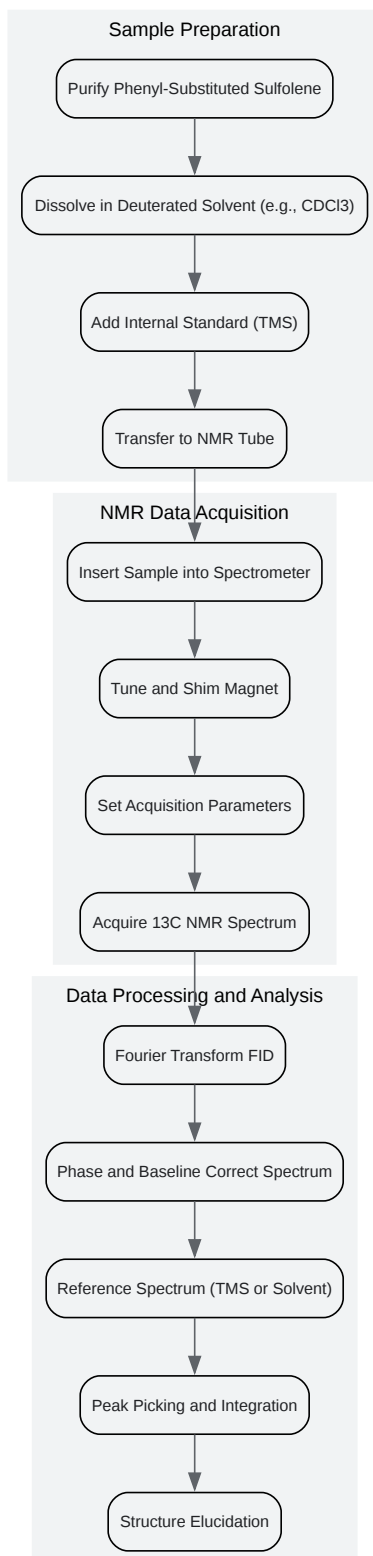 Sample Preparation
Purify Phenyl-Substituted Sulfolene
Dissolve in Deuterated Solvent (e.g., CDCl3)
Add Internal Standard (TMS)
Transfer to NMR Tube
NMR Data Acquisition
Insert Sample into Spectrometer
Tune and Shim Magnet
Set Acquisition Parameters
Acquire 13C NMR Spectrum
Data Processing and Analysis
Fourier Transform FID
Phase and Baseline Correct Spectrum
Reference Spectrum (TMS or Solvent)
Peak Picking and Integration
Structure Elucidation